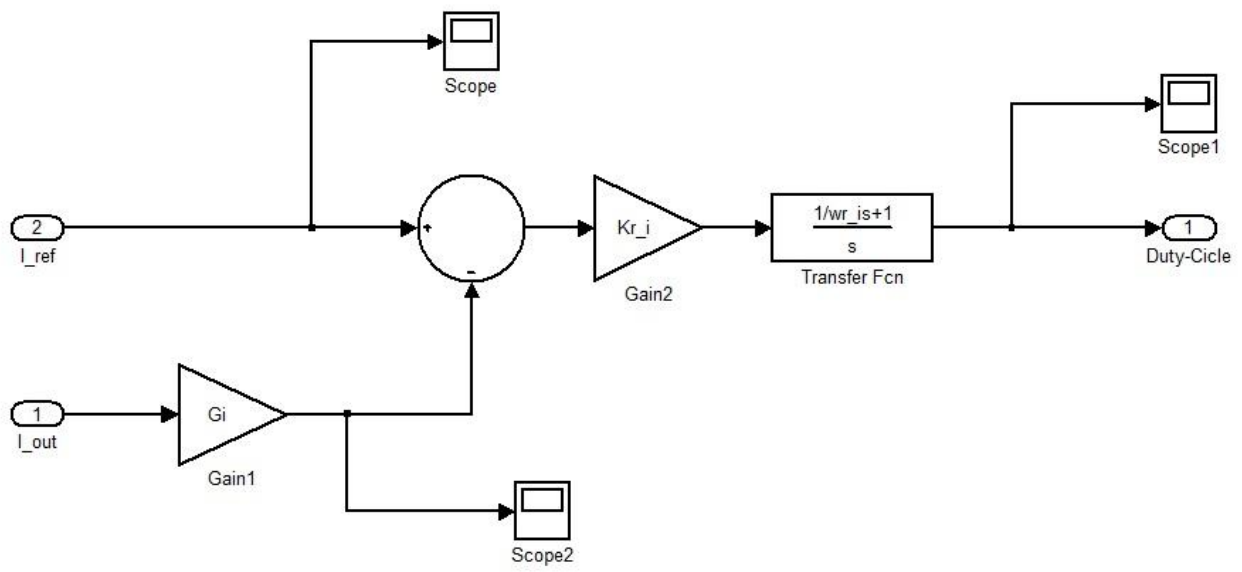 Scope
Scope1
2
I_ref
+
-
Kr_i
Gain2
1/wr_is+1
s
Transfer Fcn
1
Duty-Cicle
1
I_out
Gi
Gain1
Scope2